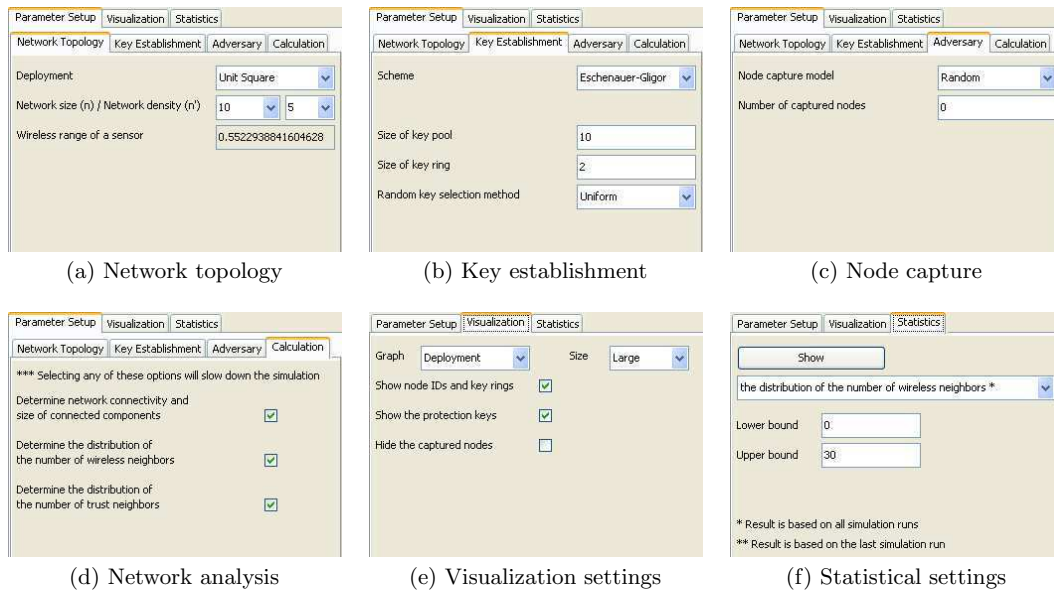 Parameter Setup Visualization Statistics
Network Topology Key Establishment Adversary Calculation
Deployment Unit Square
Network size (n) / Network density (n') 10 5
Wireless range of a sensor 0.5522938841604628
(a) Network topology
Parameter Setup Visualization Statistics
Network Topology Key Establishment Adversary Calculation
Scheme Eschenauer-Gligor
Size of key pool 10
Size of key ring 2
Random key selection method Uniform
(b) Key establishment
Parameter Setup Visualization Statistics
Network Topology Key Establishment Adversary Calculation
Node capture model Random
Number of captured nodes 0
(c) Node capture
Parameter Setup Visualization Statistics
Network Topology Key Establishment Adversary Calculation
*** Selecting any of these options will slow down the simulation
Determine network connectivity and
size of connected components
Determine the distribution of
the number of wireless neighbors
Determine the distribution of
the number of trust neighbors
(d) Network analysis
Parameter Setup Visualization Statistics
Graph Deployment Size Large
Show node IDs and key rings
Show the protection keys
Hide the captured nodes
(e) Visualization settings
Parameter Setup Visualization Statistics
Show
the distribution of the number of wireless neighbors *
Lower bound 0
Upper bound 30
* Result is based on all simulation runs
** Result is based on the last simulation run
(f) Statistical settings